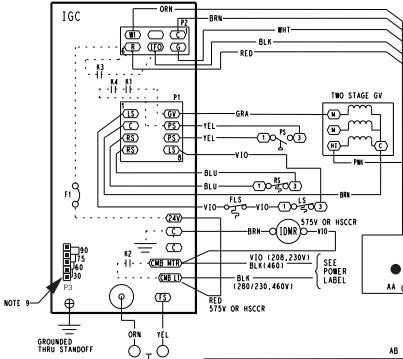 IGC
ORN
BRN
P2
W1
C
WHT
R
IFO
G
BLK
RED
K3
K4 K1
P1
1
LS
GV
GRA
TWO STAGE GV
M
C
PS
YEL
1
PS
3
M
RS
PS
YEL
HI
C
RS
LS
VIO
PNK
8
BLU
BLU
1
RS
3
BRN
F1
VIO
FLS
VIO
1
LS
3
24V
575V OR HSCCR
C
BRN
IDMR
VIO
C
90
75
60
30
K2
CMB MTR
VIO (208,230V)
BLK(460)
SEE
POWER
LABEL
CMB L1
BLK
(280/230,460V)
NOTE 9
P3
FS
RED
575V OR HSCCR
AA
GROUNDED
THRU STANDOFF
ORN
YEL
AB